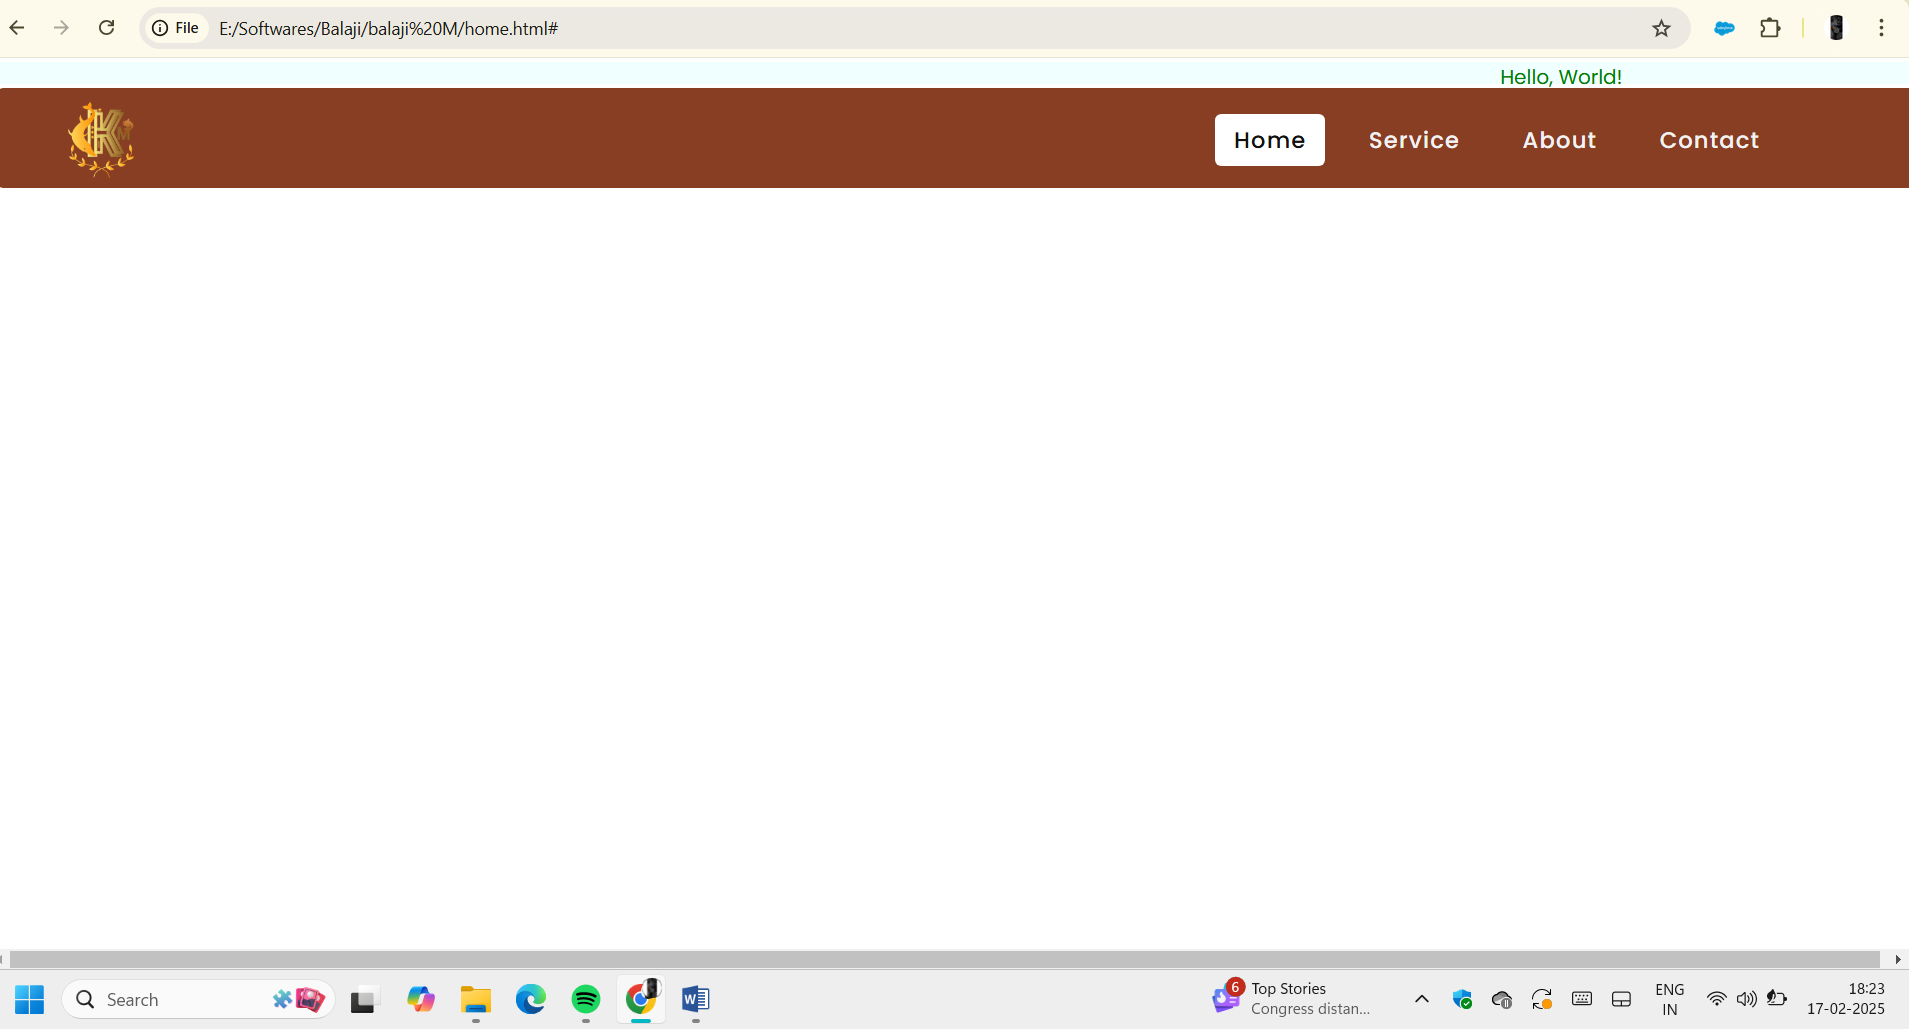 File E:/Softwares/Balaji/balaji%20M/home.html#
Hello, World!
KM
Home Service About Contact
Search
6 Top Stories
Congress distan...
ENG
IN
18:23
17-02-2025